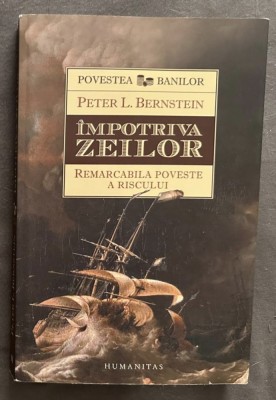 POVESTEA BANILOR
PETER L. BERNSTEIN
ÎMPOTRIVA
ZEILOR
REMARCABILA POVESTE
A RISCULUI
HUMANITAS